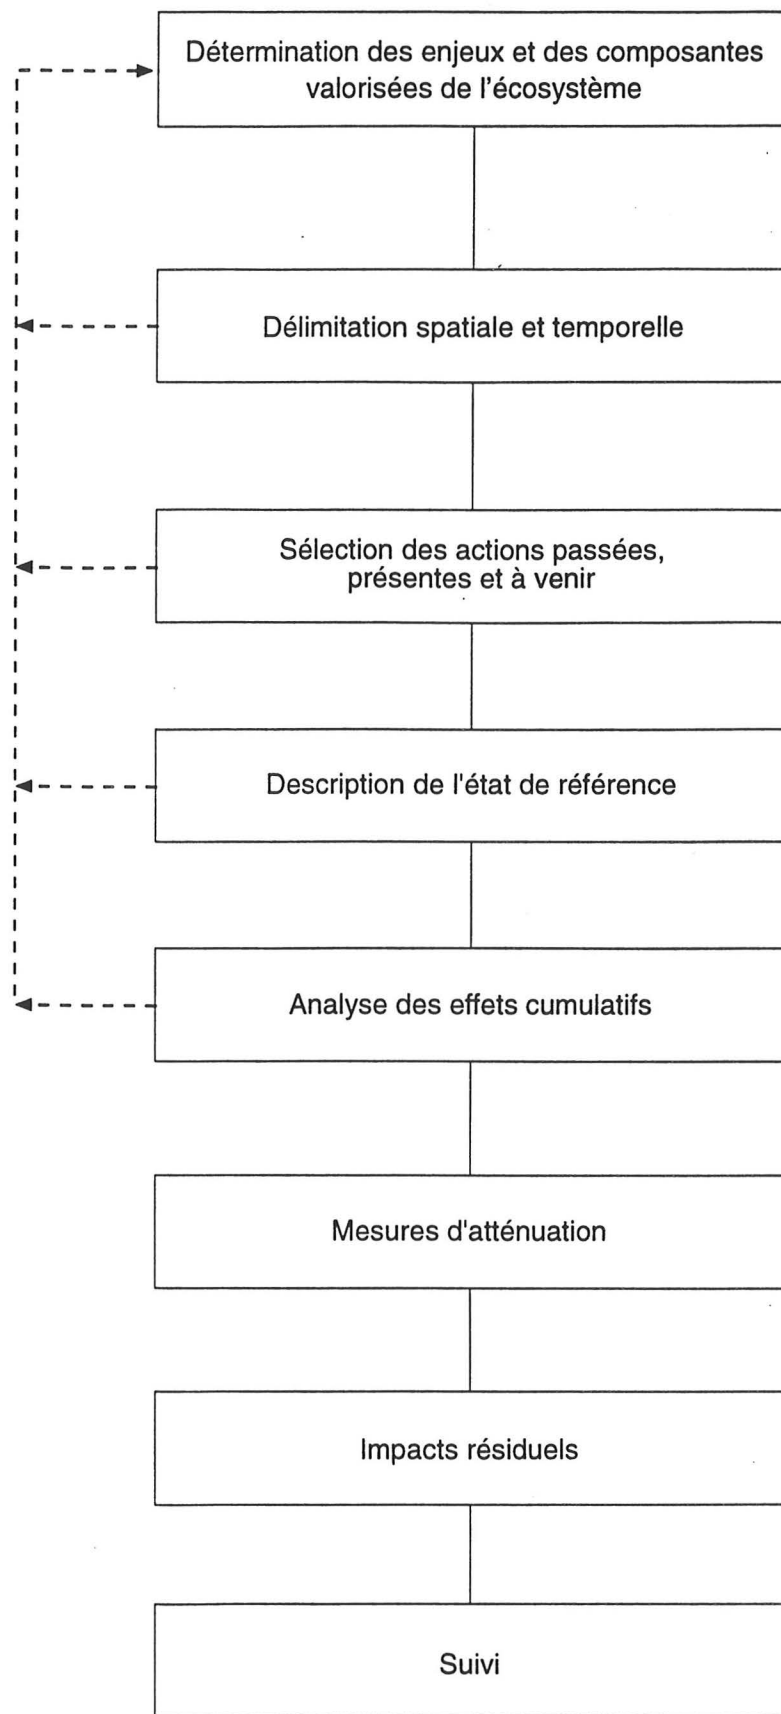 Détermination des enjeux et des composantes
valorisées de l'écosystème
Délimitation spatiale et temporelle
Sélection des actions passées,
présentes et à venir
Description de l'état de référence
Analyse des effets cumulatifs
Mesures d'atténuation
Impacts résiduels
Suivi